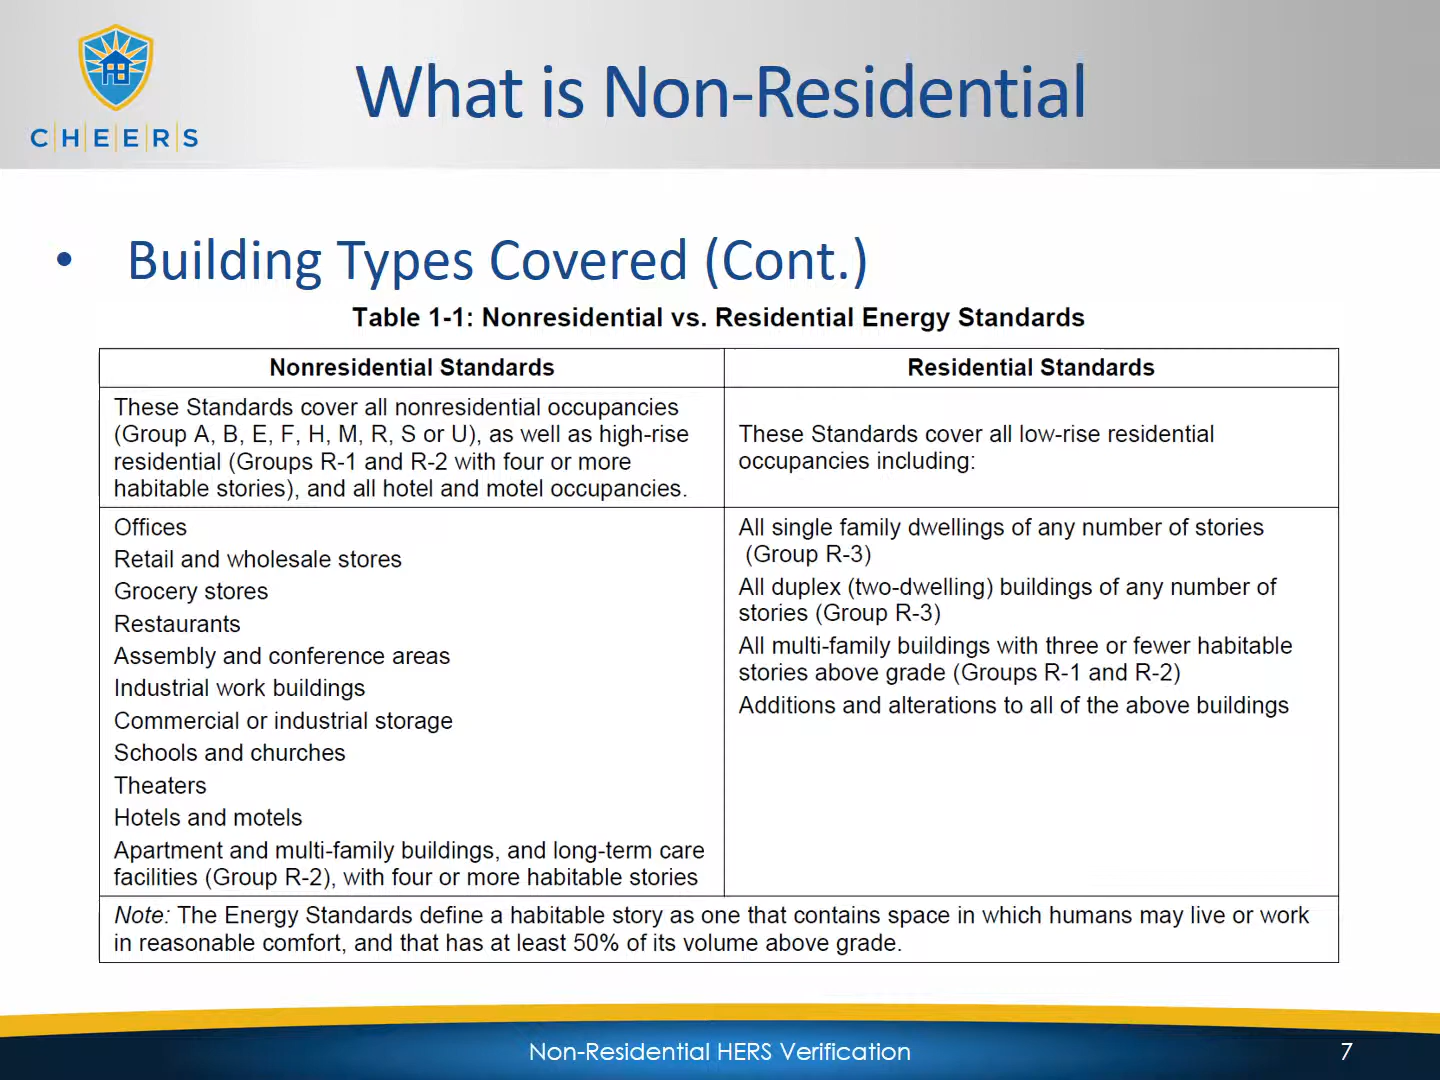 C|H|E|E|R|S
What is Non-Residential
• Building Types Covered (Cont.)
Table 1-1: Nonresidential vs. Residential Energy Standards
Nonresidential Standards
Residential Standards
These Standards cover all nonresidential occupancies
(Group A, B, E, F, H, M, R, S or U), as well as high-rise
residential (Groups R-1 and R-2 with four or more
habitable stories), and all hotel and motel occupancies.
These Standards cover all low-rise residential
occupancies including:
Offices
Retail and wholesale stores
Grocery stores
Restaurants
Assembly and conference areas
Industrial work buildings
Commercial or industrial storage
Schools and churches
Theaters
Hotels and motels
Apartment and multi-family buildings, and long-term care
facilities (Group R-2), with four or more habitable stories
All single family dwellings of any number of stories
(Group R-3)
All duplex (two-dwelling) buildings of any number of
stories (Group R-3)
All multi-family buildings with three or fewer habitable
stories above grade (Groups R-1 and R-2)
Additions and alterations to all of the above buildings
Note: The Energy Standards define a habitable story as one that contains space in which humans may live or work
in reasonable comfort, and that has at least 50% of its volume above grade.
Non-Residential HERS Verification
7